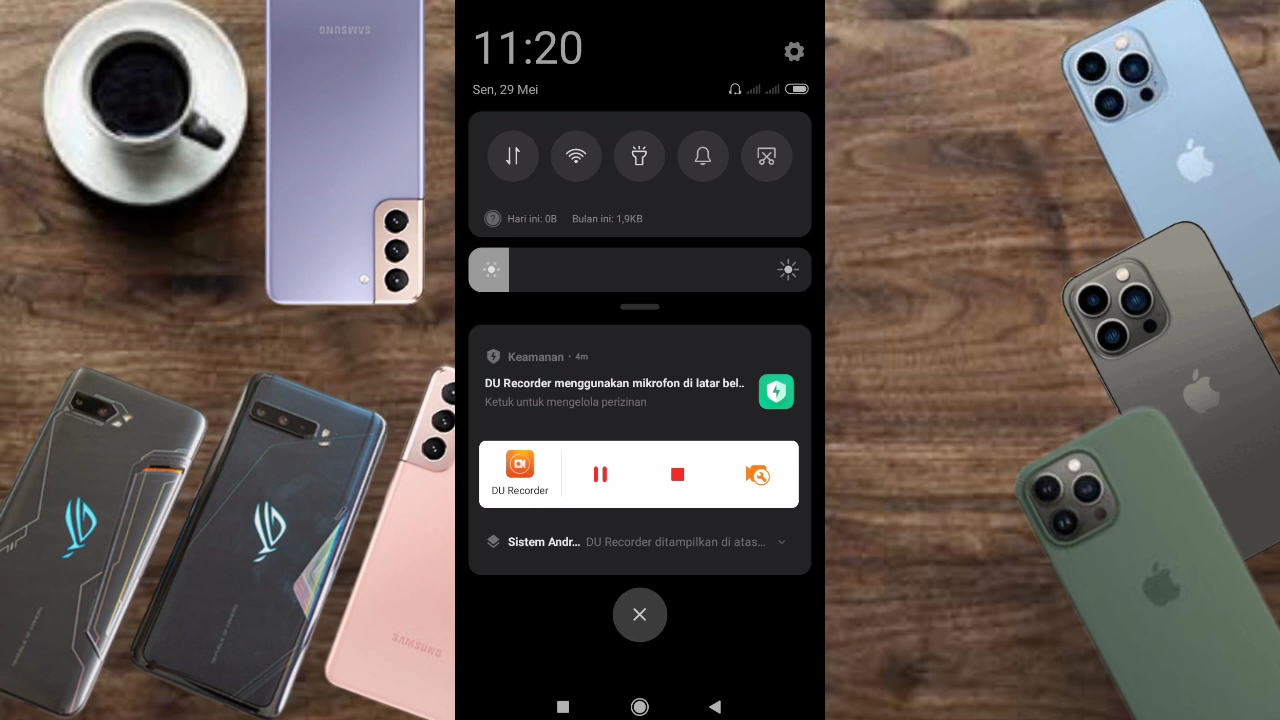 SAMSUNG
11:20
Sen, 29 Mei
Hari ini: 0B Bulan ini: 1,9KB
Keamanan · 4m
DU Recorder menggunakan mikrofon di latar bel..
Ketuk untuk mengelola perizinan
DU Recorder
Sistem Andr... DU Recorder ditampilkan di atas...
SAMSUNG